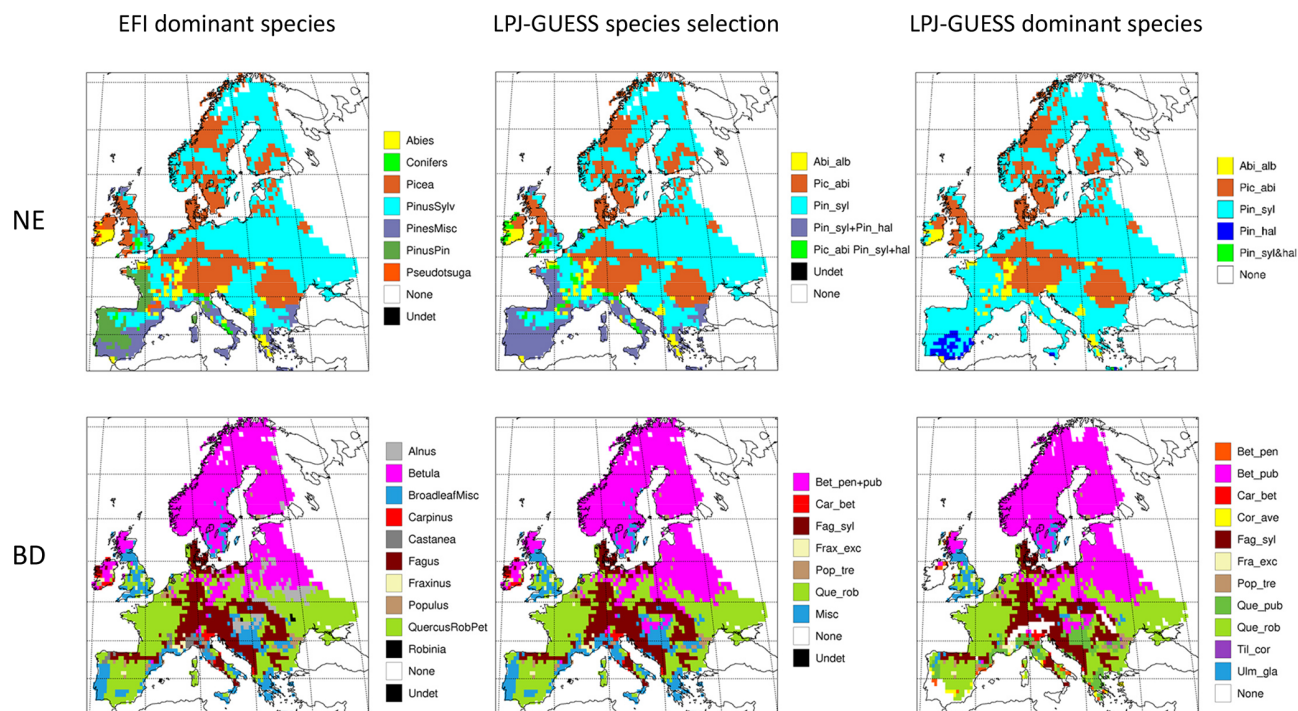 EFI dominant species
LPJ-GUESS species selection
LPJ-GUESS dominant species
NE
Abies
Conifers
Picea
PinusSylv
PinesMisc
PinusPin
Pseudotsuga
None
Undet
Abi_alb
Pic_abi
Pin_syl
Pin_syl+Pin_hal
Pic_abi Pin_syl+hal
Undet
None
Abi_alb
Pic_abi
Pin_syl
Pin_hal
Pin_syl&hal
None
BD
Alnus
Betula
BroadleafMisc
Carpinus
Castanea
Fagus
Fraxinus
Populus
QuercusRobPet
Robinia
None
Undet
Bet_pen+pub
Car_bet
Fag_syl
Frax_exc
Pop_tre
Que_rob
Misc
None
Undet
Bet_pen
Bet_pub
Car_bet
Cor_ave
Fag_syl
Fra_exc
Pop_tre
Que_pub
Que_rob
Til_cor
Ulm_gla
None